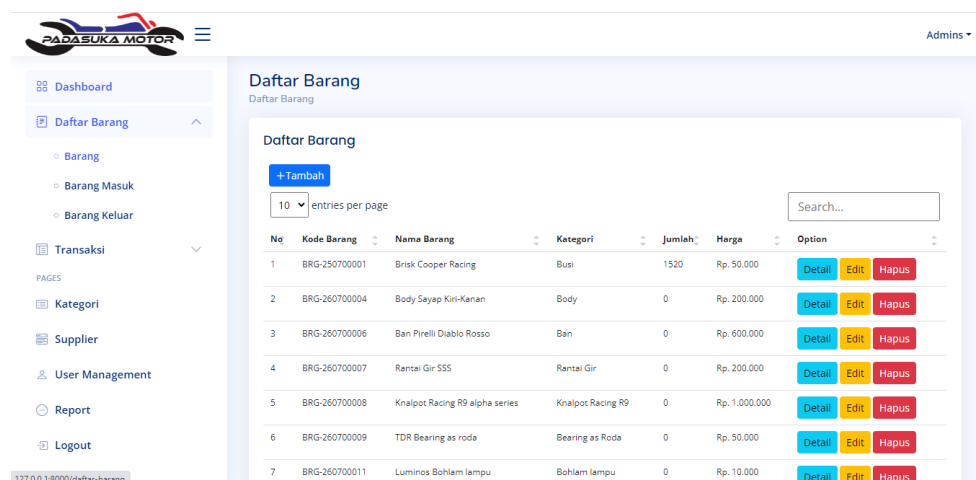 PADASUKA MOTOR
Admins
Dashboard
Daftar Barang
Barang
Barang Masuk
Barang Keluar
Transaksi
PAGES
Kategori
Supplier
User Management
Report
Logout
127.0.0.1:8000/daftar-barang
Daftar Barang
Daftar Barang
Daftar Barang
+Tambah
10 entries per page
Search...
No Kode Barang Nama Barang Kategori Jumlah Harga Option
1 BRG-250700001 Brisk Cooper Racing Busi 1520 Rp. 50.000 Detail Edit Hapus
2 BRG-260700004 Body Sayap Kiri-Kanan Body 0 Rp. 200.000 Detail Edit Hapus
3 BRG-260700006 Ban Pirelli Diablo Rosso Ban 0 Rp. 600.000 Detail Edit Hapus
4 BRG-260700007 Rantai Gir SSS Rantai Gir 0 Rp. 200.000 Detail Edit Hapus
5 BRG-260700008 Knalpot Racing R9 alpha series Knalpot Racing R9 0 Rp. 1.000.000 Detail Edit Hapus
6 BRG-260700009 TDR Bearing as roda Bearing as Roda 0 Rp. 50.000 Detail Edit Hapus
7 BRG-260700011 Luminos Bohlam lampu Bohlam lampu 0 Rp. 10.000 Detail Edit Hapus